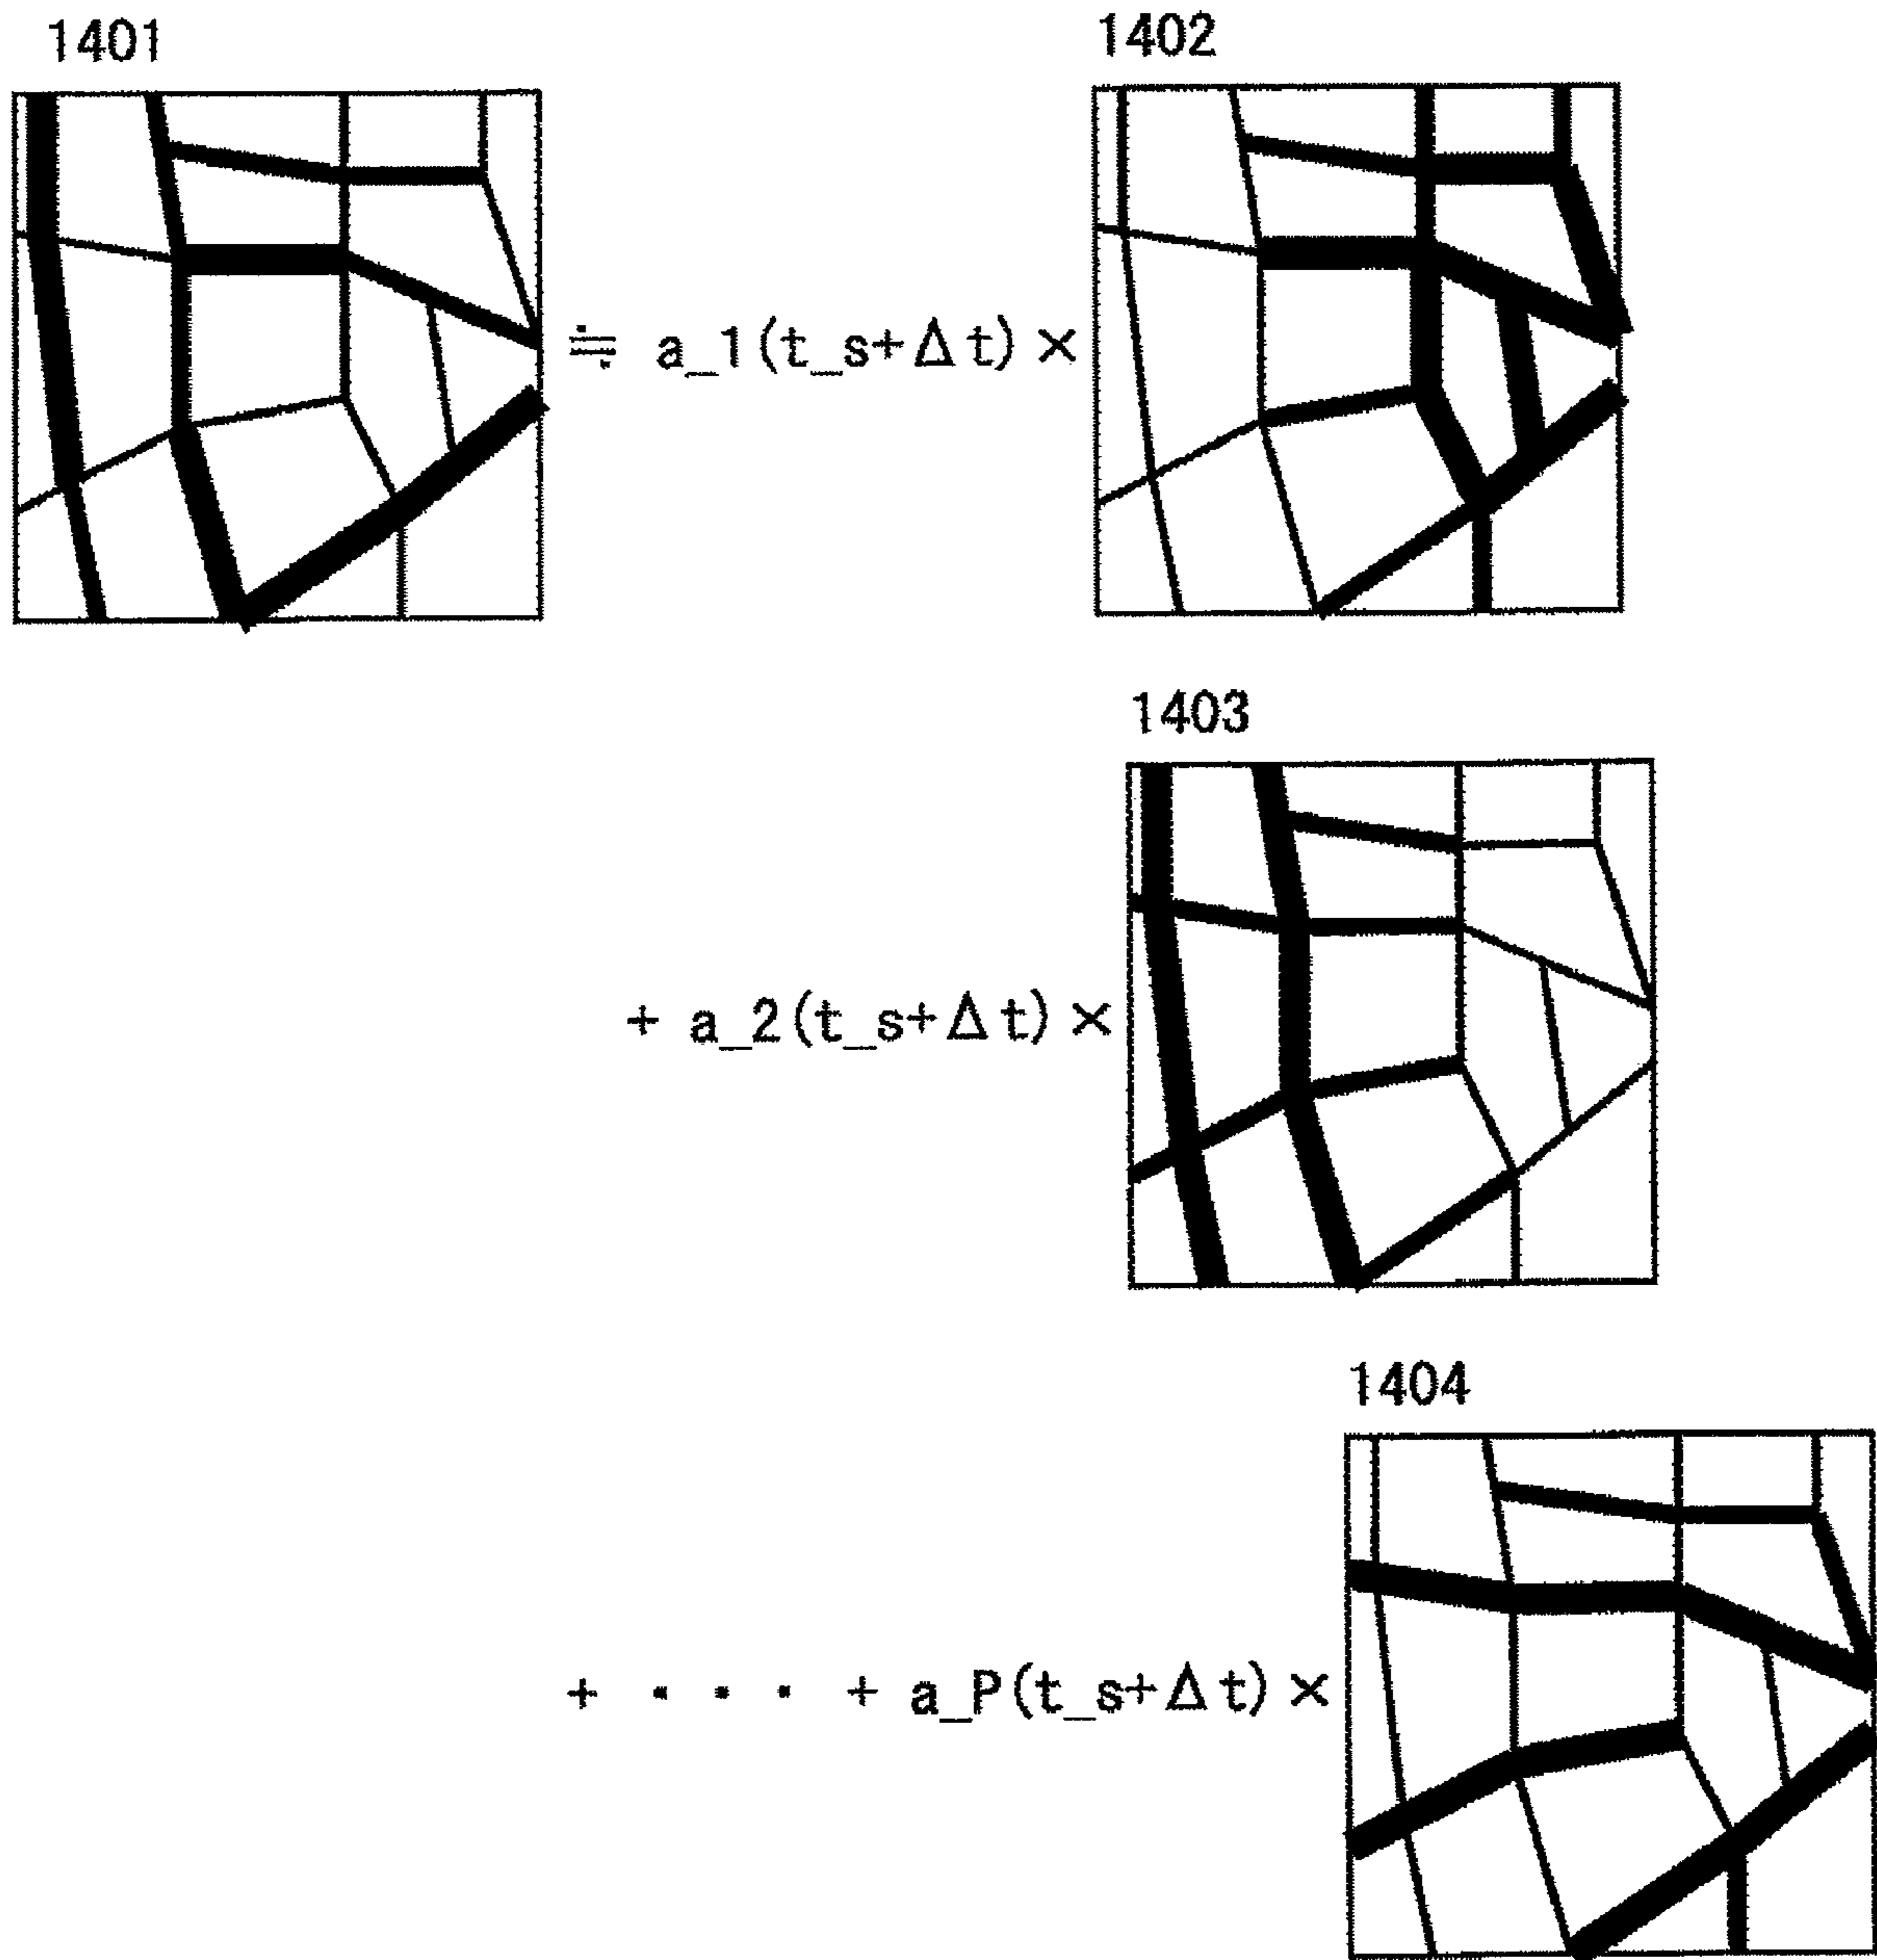 1401
1402
≒ a_1(t_s+Δt)×
1403
+ a_2(t_s+Δt)×
1404
+ ・ ・ ・ + a_P(t_s+Δt)×